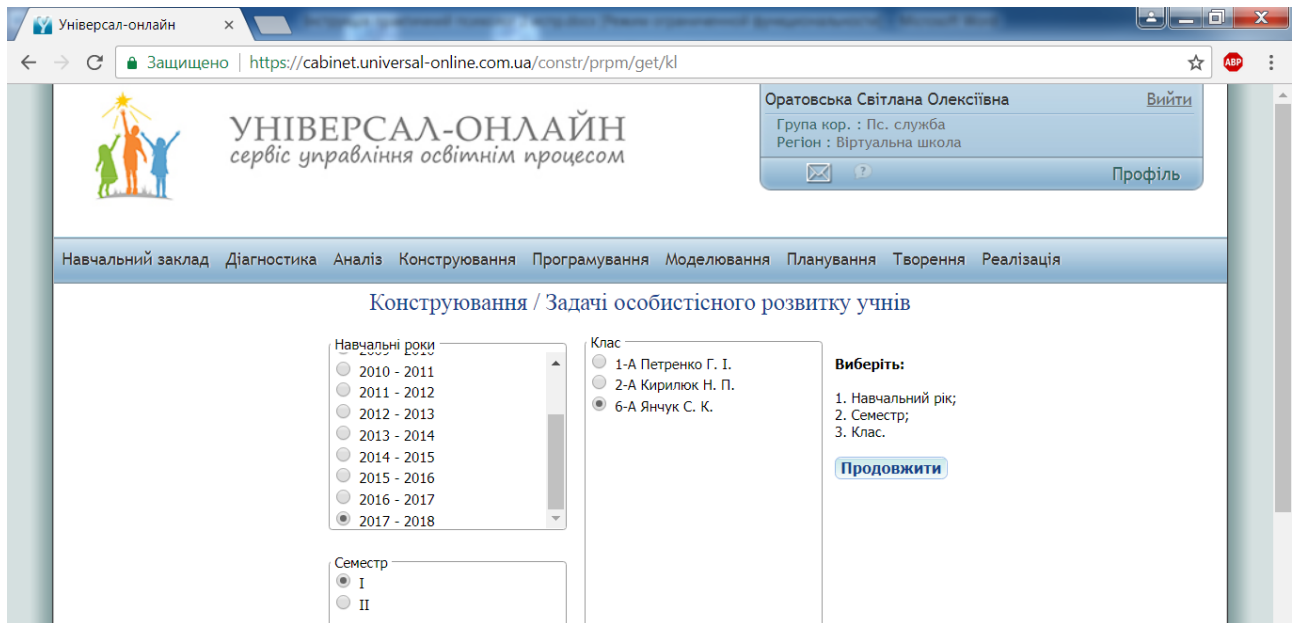 Універсал-онлайн
Защищено | https://cabinet.universal-online.com.ua/constr/prpm/get/kl
ABP
УНІВЕРСАЛ-ОНЛАЙН
сервіс управління освітнім процесом
Оратовська Світлана Олексіївна Вийти
Група кор. : Пс. служба
Регіон : Віртуальна школа
Профіль
Навчальний заклад Діагностика Аналіз Конструювання Програмування Моделювання Планування Творення Реалізація
Конструювання / Задачі особистісного розвитку учнів
Навчальні роки
2009 - 2010
2010 - 2011
2011 - 2012
2012 - 2013
2013 - 2014
2014 - 2015
2015 - 2016
2016 - 2017
2017 - 2018
Семестр
I
II
Клас
1-А Петренко Г. І.
2-А Кирилюк Н. П.
6-А Янчук С. К.
Виберіть:
1. Навчальний рік;
2. Семестр;
3. Клас.
Продовжити